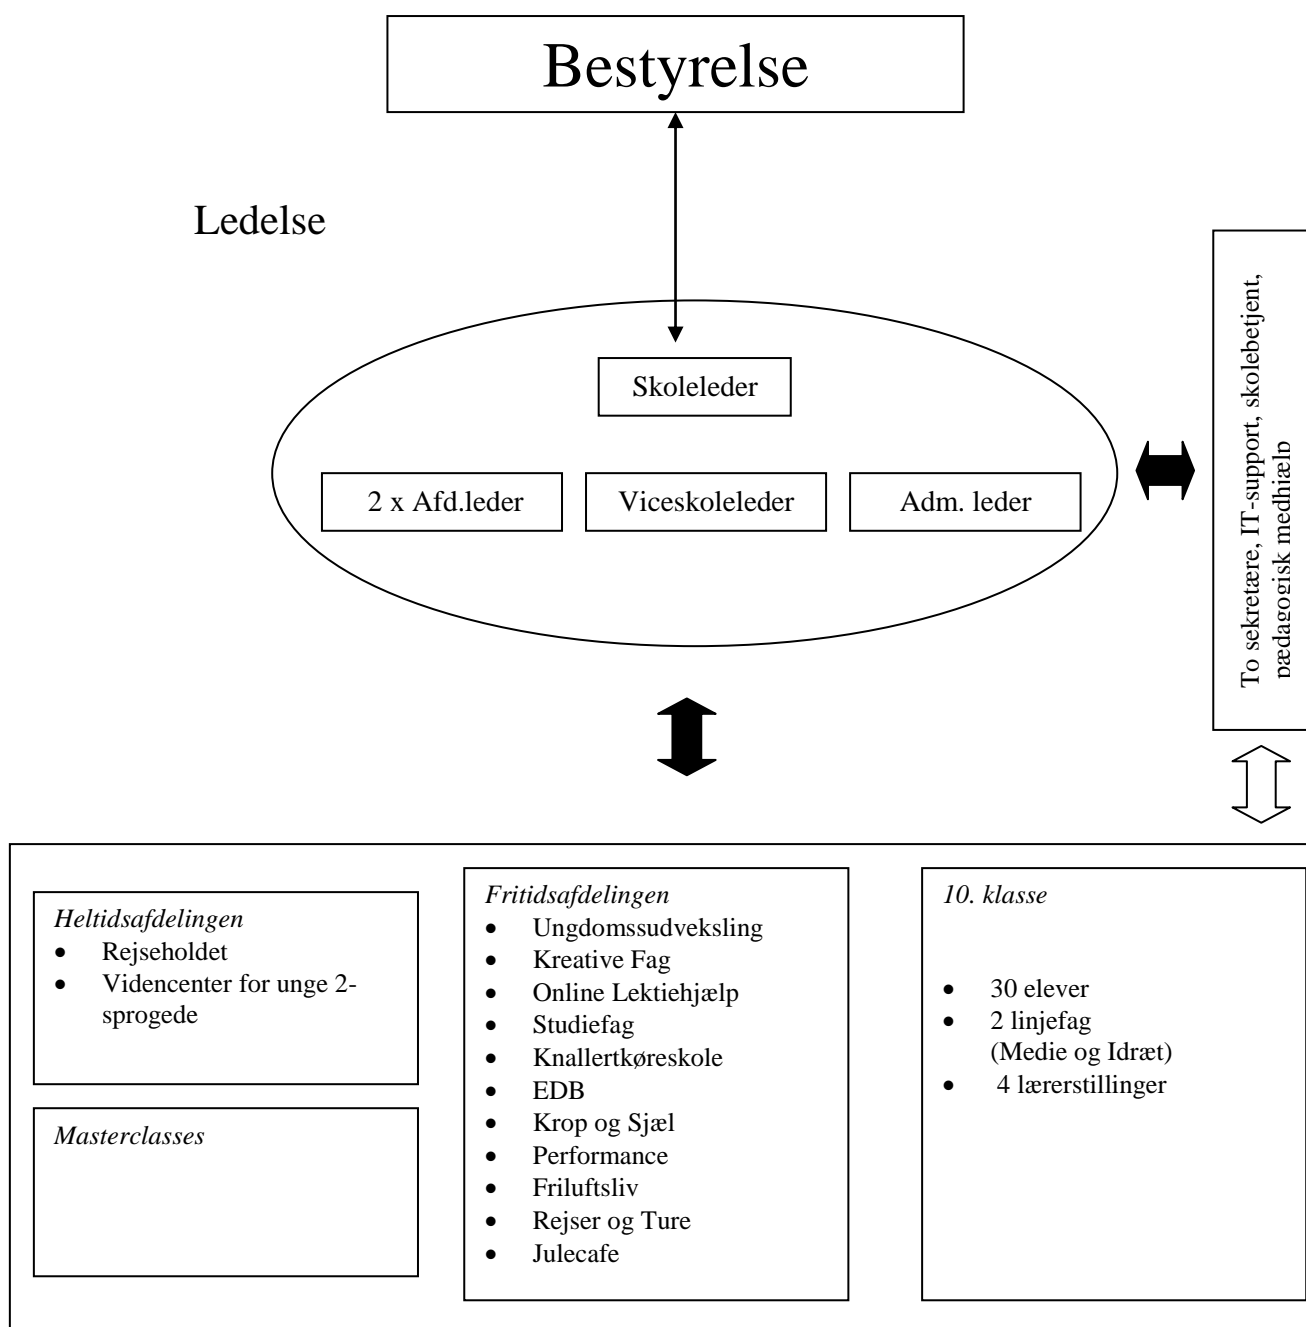 Bestyrelse
Ledelse
Skoleleder
2 x Afd.leder
Viceskoleleder
Adm. leder
To sekretære, IT-support, skolebetjent,
pædagogisk medhjælp
Heltidsafdelingen
• Rejseholdet
• Videncenter for unge 2-
sprogede
Masterclasses
Fritidsafdelingen
• Ungdomssudveksling
• Kreative Fag
• Online Lektiehjælp
• Studiefag
• Knallertkøreskole
• EDB
• Krop og Sjæl
• Performance
• Friluftsliv
• Rejser og Ture
• Julecafe
10. klasse
• 30 elever
• 2 linjefag
(Medie og Idræt)
• 4 lærerstillinger